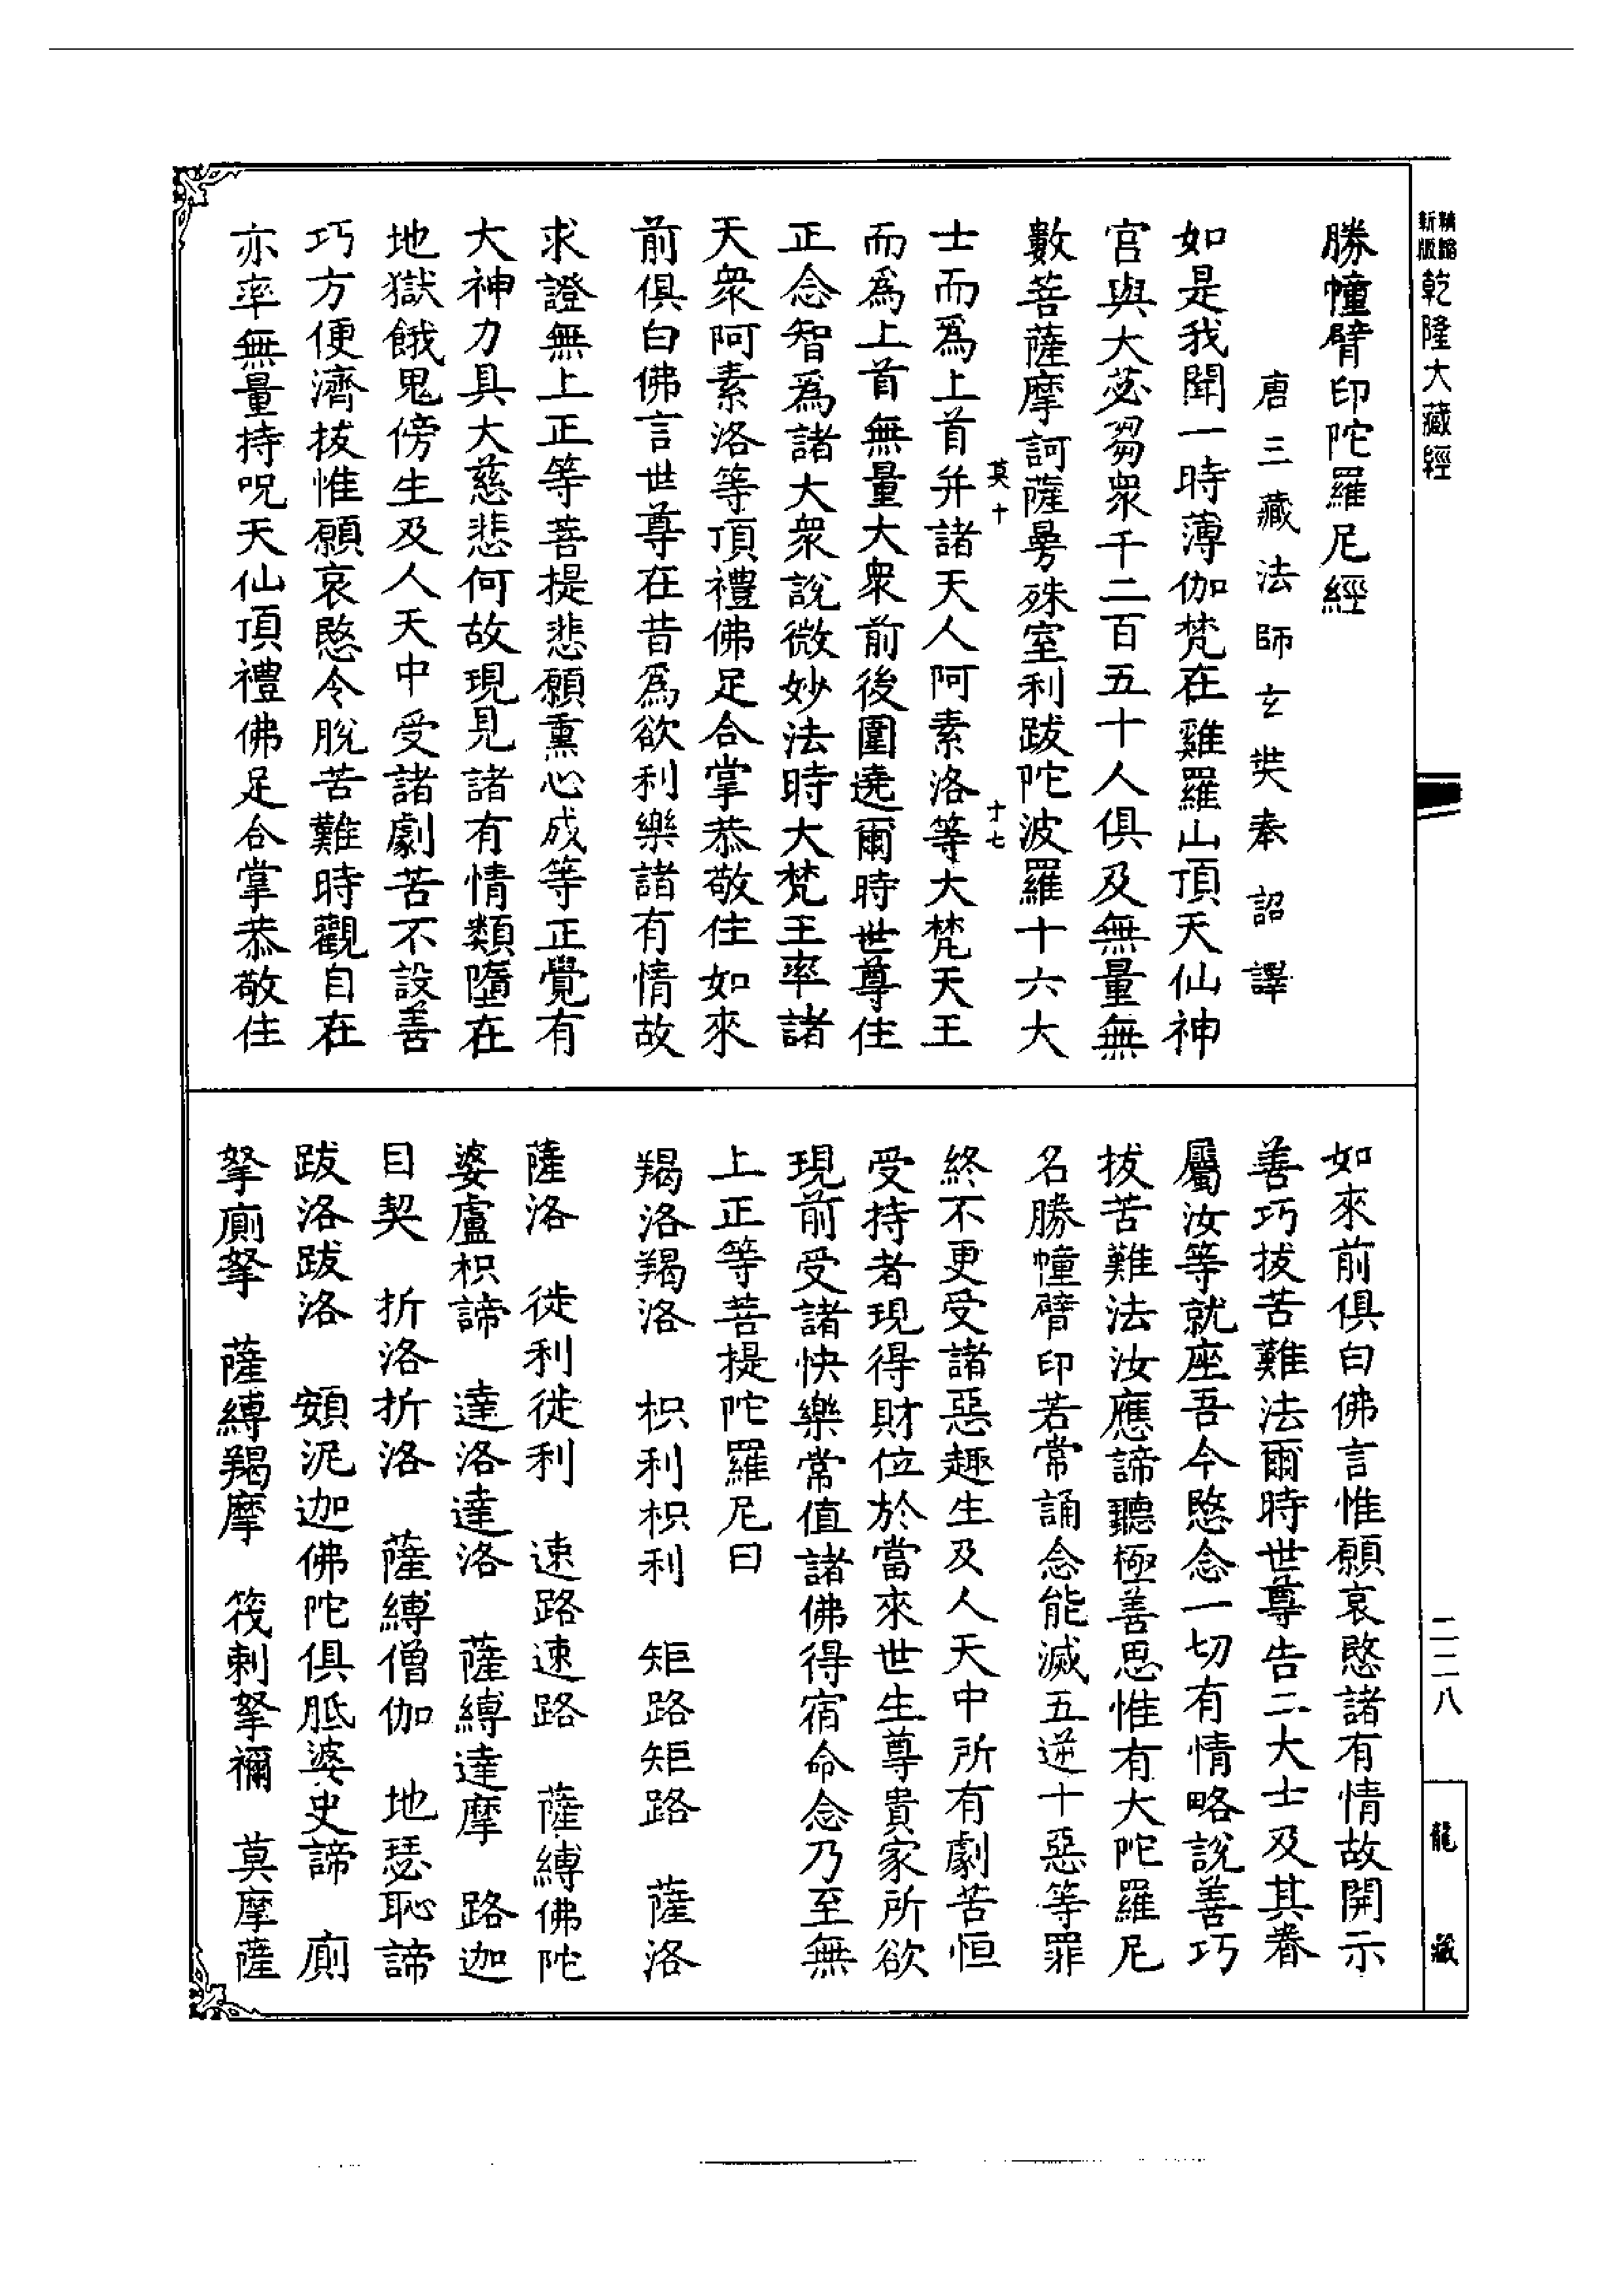 新版
精縮
乾隆大藏經
勝幢臂印陀羅尼經
唐三藏法師玄奘奉詔譯
如是我聞一時薄伽梵在雞羅山頂天仙神
宫與大苾芻衆千二百五十人俱及無量無
數菩薩摩訶薩曼殊室利跋陀波羅十六大
莫十
十七
士而爲上首并諸天人阿素洛等大梵天王
而爲上首無量大衆前後圍遶爾時世尊住
正念智爲諸大衆說微妙法時大梵王率諸
天衆阿素洛等頂禮佛足合掌恭敬住如來
前俱白佛言世尊在昔爲欲利樂諸有情故
求證無上正等菩提悲願熏心成等正覺有
大神力具大慈悲何故現見諸有情類墮在
地獄餓鬼傍生及人天中受諸劇苦不設善
巧方便濟拔惟願哀愍令脫苦難時觀自在
亦率無量持呪天仙頂禮佛足合掌恭敬住
如來前俱白佛言惟願哀愍諸有情故開示
善巧拔苦難法爾時世尊告二大士及其眷
屬汝等就座吾今愍念一切有情略說善巧
拔苦難法汝應諦聽極善思惟有大陀羅尼
名勝幢臂印若常誦念能滅五逆十惡等罪
終不更受諸惡趣生及人天中所有劇苦恒
受持者現得財位於當來世生尊貴家所欲
現前受諸快樂常值諸佛得宿命念乃至無
上正等菩提陀羅尼曰
羯洛羯洛　枳利枳利　矩路矩路　薩洛
薩洛　徙利徙利　速路速路　薩縛佛陀
婆盧枳諦　達洛達洛　薩縛達摩　路迦
目契　折洛折洛　薩縛僧伽　地瑟恥諦
跋洛跋洛　頞泥迦佛陀俱胝婆史諦　廁
拏廁拏　薩縛羯摩　筏剌拏禰　莫摩薩
二二八
龍藏